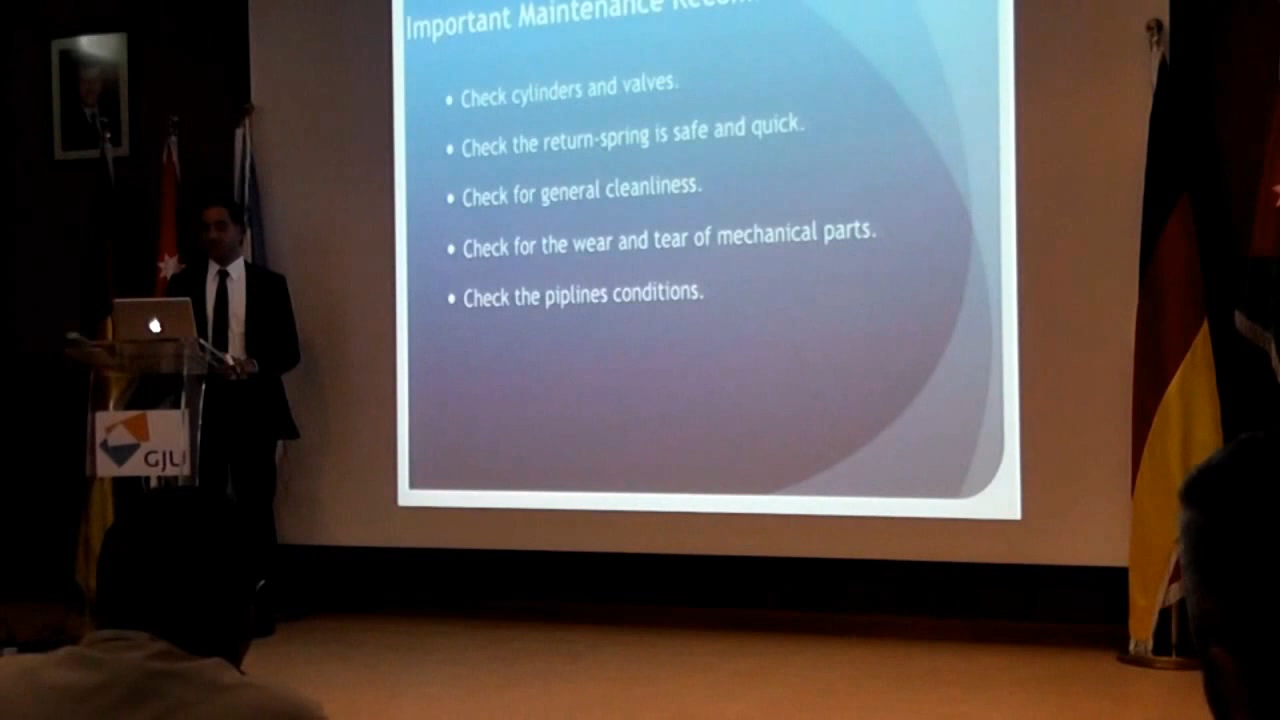 Important Maintenance
• Check cylinders and valves.
• Check the return-spring is safe and quick.
• Check for general cleanliness.
• Check for the wear and tear of mechanical parts.
• Check the piplines conditions.
GJU